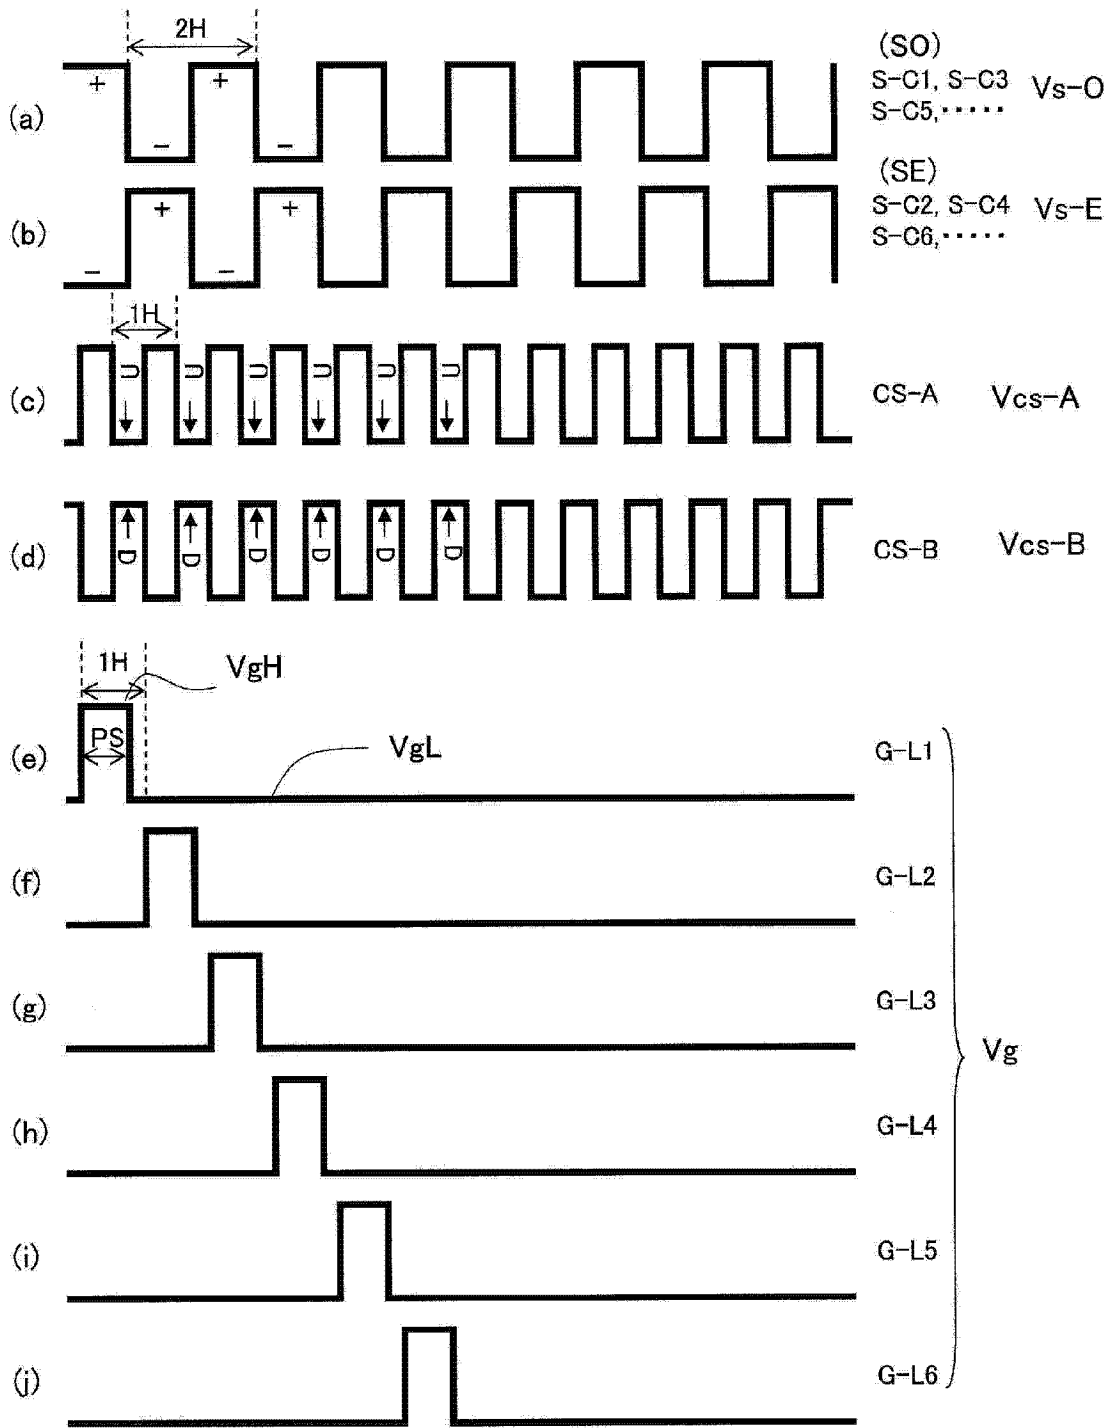 2H
(SO)
(a) + + S-C1, S-C3 Vs-O
− − S-C5,·····
(SE)
(b) + + S-C2, S-C4 Vs-E
− − S-C6,·····
1H
(c) U U U U U U CS-A Vcs-A
(d) D D D D D D CS-B Vcs-B
1H VgH
(e) PS VgL G-L1
(f) G-L2
(g) G-L3
Vg
(h) G-L4
(i) G-L5
(j) G-L6